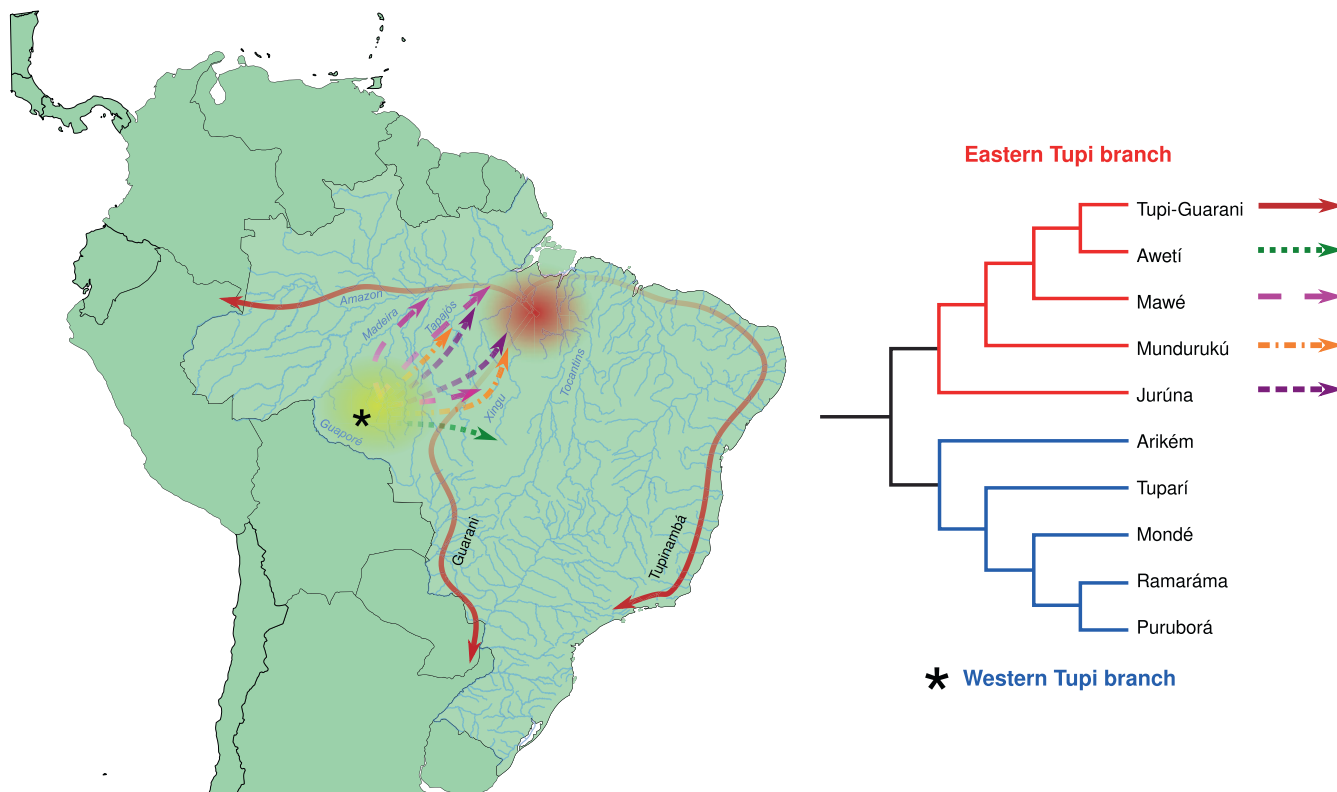 Amazon
Madeira
Tapajós
Tocantins
Xingu
*
Guaporé
Guarani
Tupinambá
Eastern Tupi branch
Tupi-Guarani
Awetí
Mawé
Mundurukú
Jurúna
Arikém
Tuparí
Mondé
Ramaráma
Puruborá
* Western Tupi branch